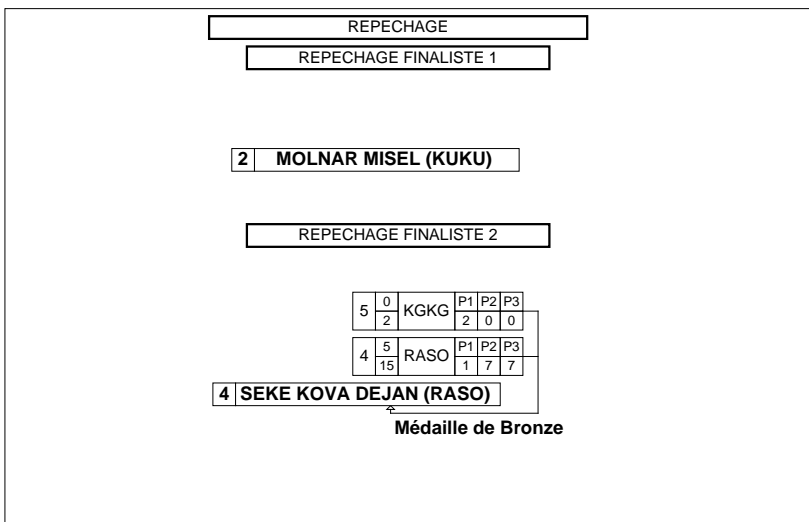 REPECHAGE
REPECHAGE FINALISTE 1
2 MOLNAR MISEL (KUKU)
REPECHAGE FINALISTE 2
5 0 KGKG P1 P2 P3
2 2 0 0
4 5 RASO P1 P2 P3
15 1 7 7
4 SEKE KOVA DEJAN (RASO)
Médaille de Bronze